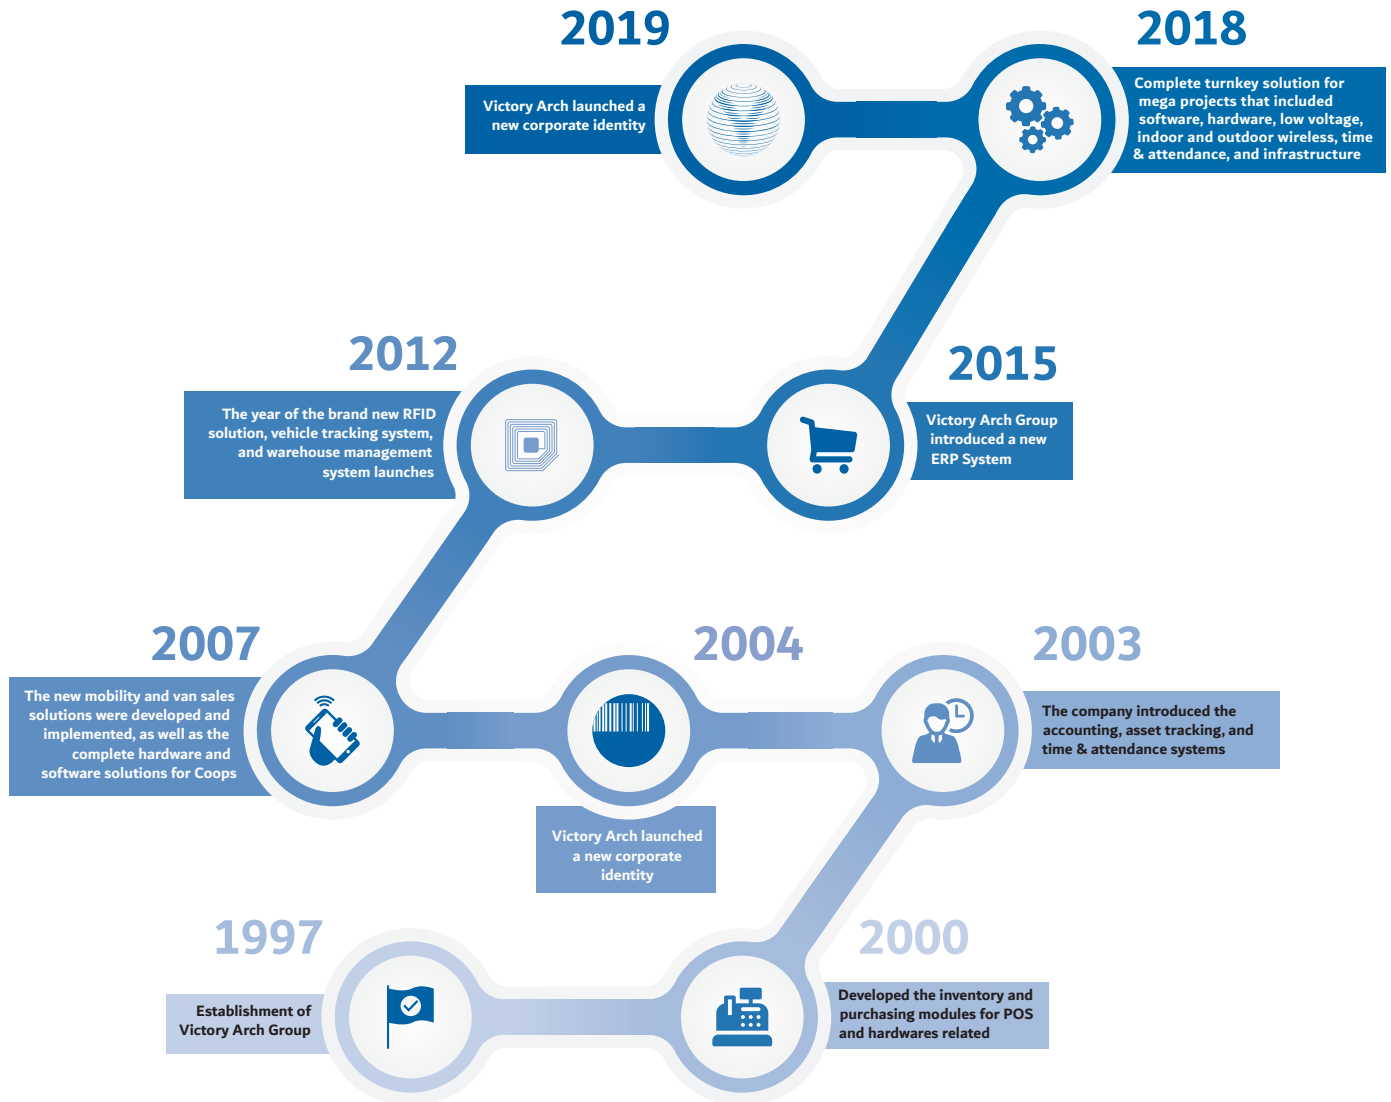 2019
Victory Arch launched a
new corporate identity
2018
Complete turnkey solution for
mega projects that included
software, hardware, low voltage,
indoor and outdoor wireless, time
& attendance, and infrastructure
2012
The year of the brand new RFID
solution, vehicle tracking system,
and warehouse management
system launches
2015
Victory Arch Group
introduced a new
ERP System
2007
The new mobility and van sales
solutions were developed and
implemented, as well as the
complete hardware and
software solutions for Coops
2004
Victory Arch launched
a new corporate
identity
2003
The company introduced the
accounting, asset tracking, and
time & attendance systems
1997
Establishment of
Victory Arch Group
2000
Developed the inventory and
purchasing modules for POS
and hardwares related